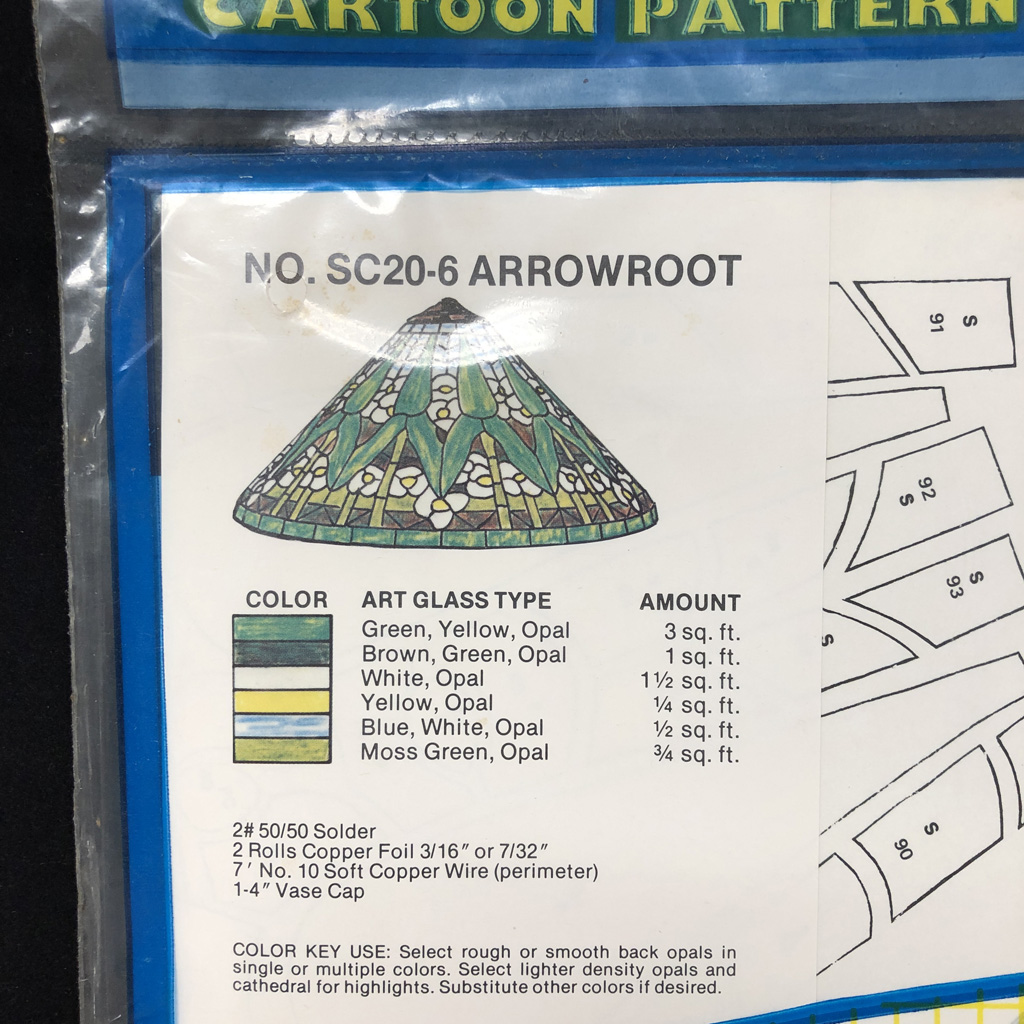 CARTOON PATTERN
NO. SC20-6 ARROWROOT
COLOR ART GLASS TYPE AMOUNT
Green, Yellow, Opal 3 sq. ft.
Brown, Green, Opal 1 sq. ft.
White, Opal 1½ sq. ft.
Yellow, Opal ¼ sq. ft.
Blue, White, Opal ½ sq. ft.
Moss Green, Opal ¾ sq. ft.
2# 50/50 Solder
2 Rolls Copper Foil 3/16″ or 7/32″
7′ No. 10 Soft Copper Wire (perimeter)
1-4″ Vase Cap
COLOR KEY USE: Select rough or smooth back opals in
single or multiple colors. Select lighter density opals and
cathedral for highlights. Substitute other colors if desired.
S
91
92
S
S
93
S
S
90